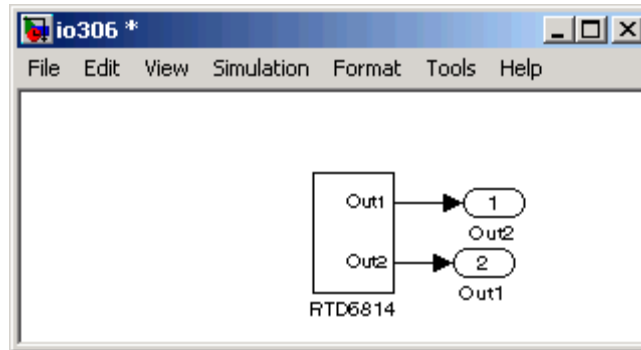 io306 *
File Edit View Simulation Format Tools Help
Out1
1
Out2
Out2
2
Out1
RTD6814